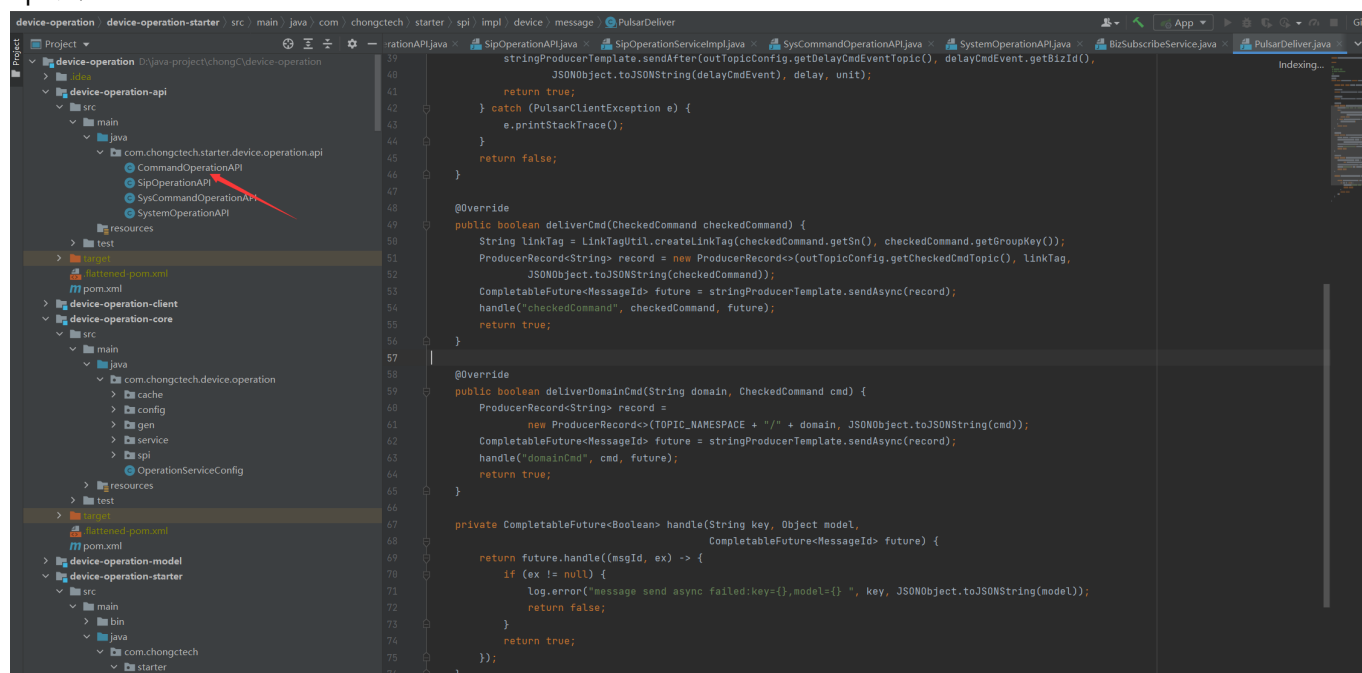 device-operation › device-operation-starter › src › main › java › com › chongctech › starter › spi › impl › device › message › PulsarDeliver
App
Project
erationAPI.java
SipOperationAPI.java
SipOperationServiceImpl.java
SysCommandOperationAPI.java
SystemOperationAPI.java
BizSubscribeService.java
PulsarDeliver.java
Indexing...
Project
device-operation D:\java-project\chongC\device-operation
.idea
device-operation-api
src
main
java
com.chongctech.starter.device.operation.api
CommandOperationAPI
SipOperationAPI
SysCommandOperationAPI
SystemOperationAPI
resources
test
target
.flattened-pom.xml
pom.xml
device-operation-client
device-operation-core
src
main
java
com.chongctech.device.operation
cache
config
gen
service
spi
OperationServiceConfig
resources
test
target
.flattened-pom.xml
pom.xml
device-operation-model
device-operation-starter
src
main
bin
java
com.chongctech
starter
39 stringProducerTemplate.sendAfter(outTopicConfig.getDelayCmdEventTopic(), delayCmdEvent.getBizId(),
40 JSONObject.toJSONString(delayCmdEvent), delay, unit);
41 return true;
42 } catch (PulsarClientException e) {
43 e.printStackTrace();
44 }
45 return false;
46 }
47
48 @Override
49 public boolean deliverCmd(CheckedCommand checkedCommand) {
50 String linkTag = LinkTagUtil.createLinkTag(checkedCommand.getSn(), checkedCommand.getGroupKey());
51 ProducerRecord<String> record = new ProducerRecord<>(outTopicConfig.getCheckedCmdTopic(), linkTag,
52 JSONObject.toJSONString(checkedCommand));
53 CompletableFuture<MessageId> future = stringProducerTemplate.sendAsync(record);
54 handle("checkedCommand", checkedCommand, future);
55 return true;
56 }
57
58 @Override
59 public boolean deliverDomainCmd(String domain, CheckedCommand cmd) {
60 ProducerRecord<String> record =
61 new ProducerRecord<>(TOPIC_NAMESPACE + "/" + domain, JSONObject.toJSONString(cmd));
62 CompletableFuture<MessageId> future = stringProducerTemplate.sendAsync(record);
63 handle("domainCmd", cmd, future);
64 return true;
65 }
66
67 private CompletableFuture<Boolean> handle(String key, Object model,
68 CompletableFuture<MessageId> future) {
69 return future.handle((msgId, ex) -> {
70 if (ex != null) {
71 log.error("message send async failed:key={},model={} ", key, JSONObject.toJSONString(model));
72 return false;
73 }
74 return true;
75 });